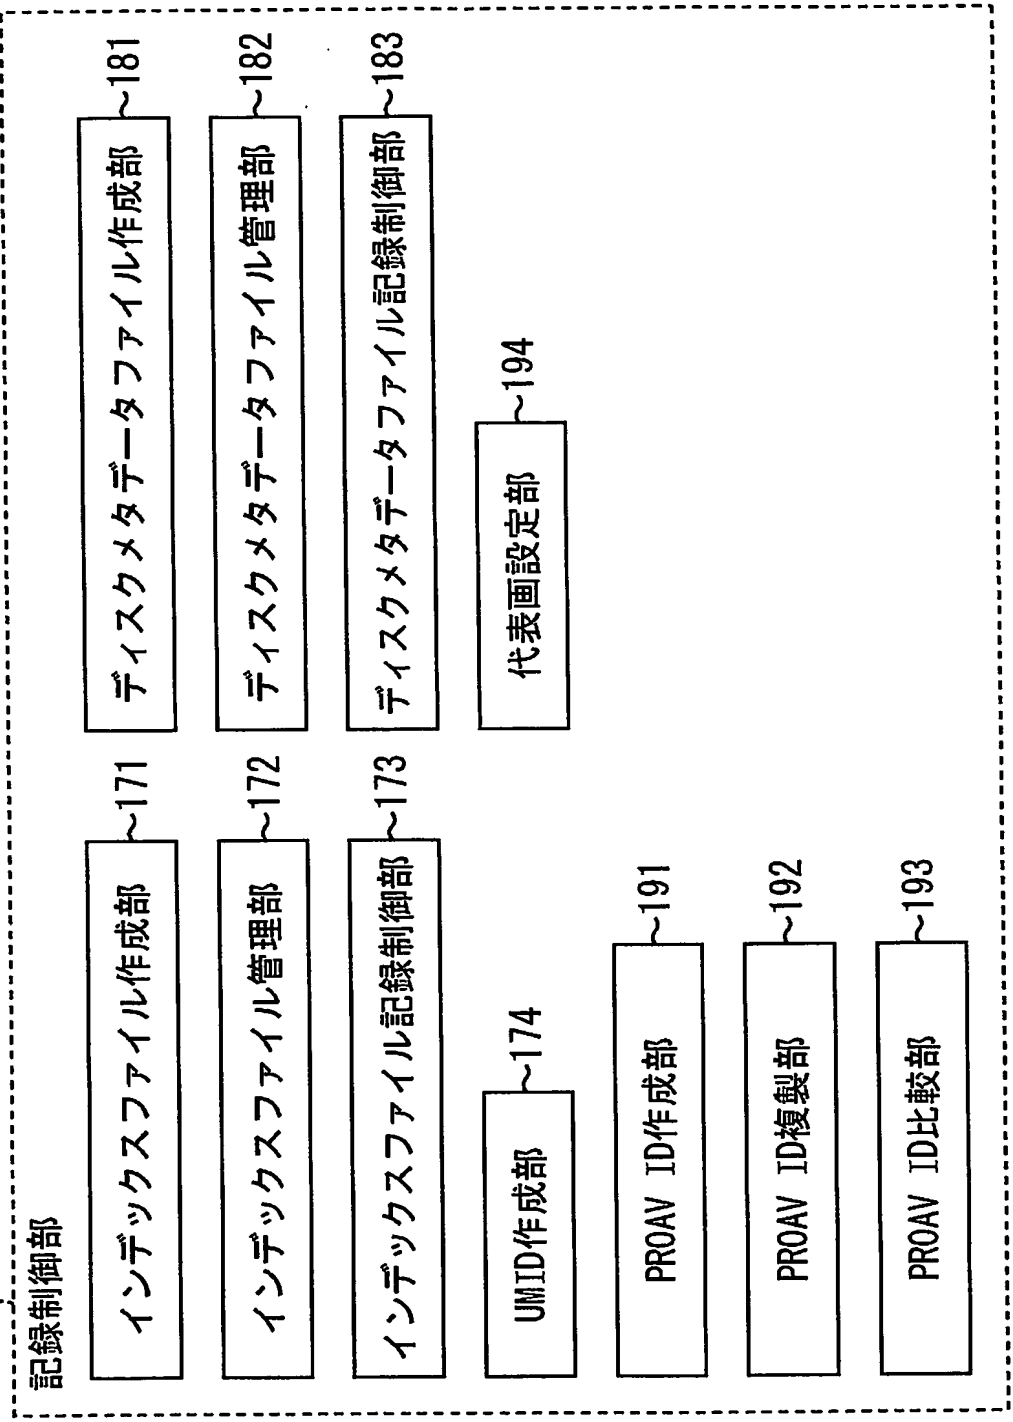 記録制御部
インデックスファイル作成部 ~171
インデックスファイル管理部 ~172
インデックスファイル記録制御部 ~173
UMID作成部 ~174
PROAV ID作成部 ~191
PROAV ID複製部 ~192
PROAV ID比較部 ~193
ディスクメタデータファイル作成部 ~181
ディスクメタデータファイル管理部 ~182
ディスクメタデータファイル記録制御部 ~183
代表画設定部 ~194